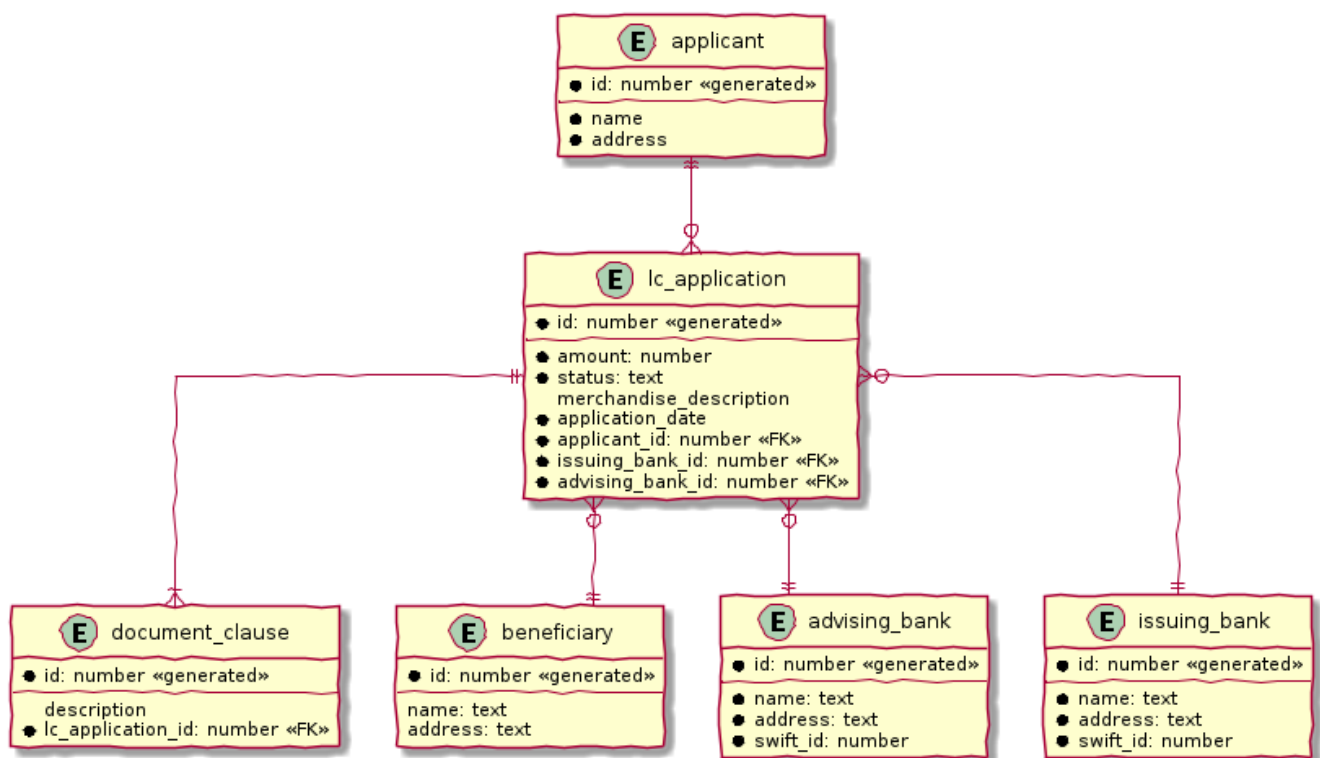 E applicant
id: number «generated»
name
address
E lc_application
id: number «generated»
amount: number
status: text
merchandise_description
application_date
applicant_id: number «FK»
issuing_bank_id: number «FK»
advising_bank_id: number «FK»
E document_clause
id: number «generated»
description
lc_application_id: number «FK»
E beneficiary
id: number «generated»
name: text
address: text
E advising_bank
id: number «generated»
name: text
address: text
swift_id: number
E issuing_bank
id: number «generated»
name: text
address: text
swift_id: number